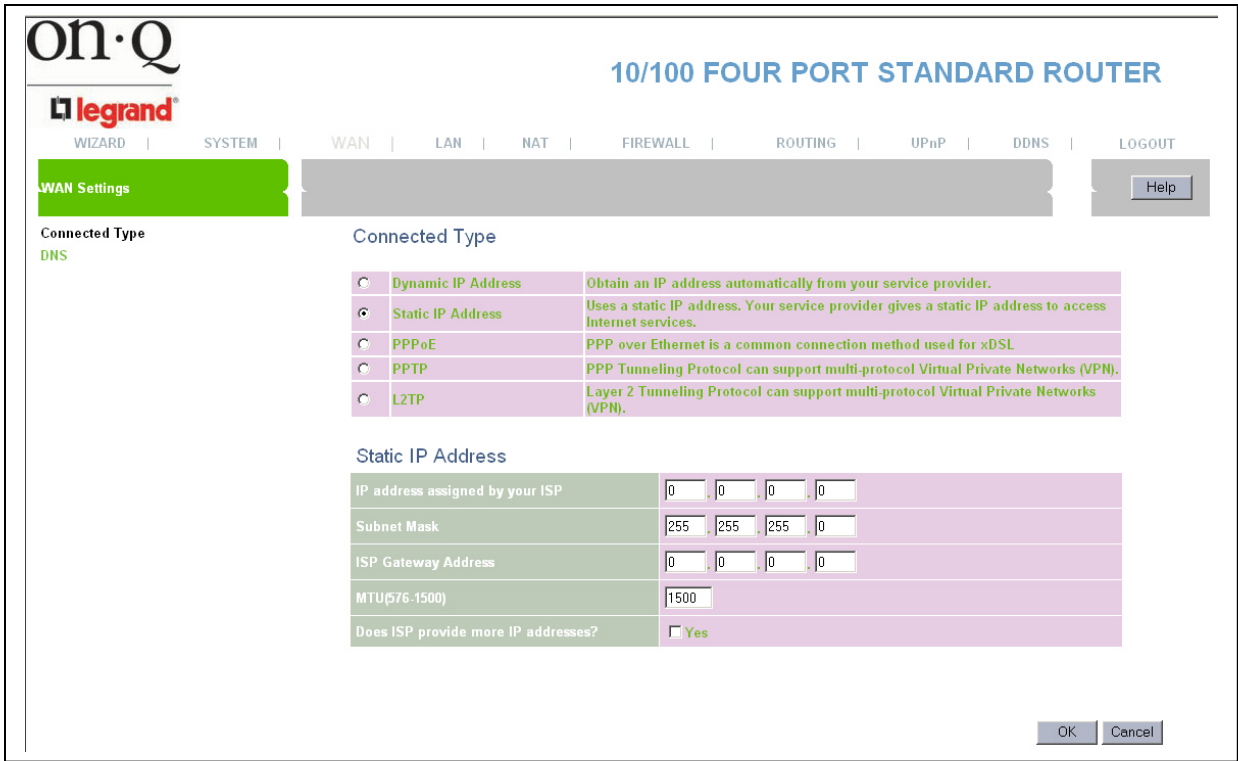 on·Q
legrand®
10/100 FOUR PORT STANDARD ROUTER
WIZARD | SYSTEM | WAN | LAN | NAT | FIREWALL | ROUTING | UPnP | DDNS | LOGOUT
WAN Settings
Help
Connected Type
DNS
Connected Type
Dynamic IP Address Obtain an IP address automatically from your service provider.
Static IP Address Uses a static IP address. Your service provider gives a static IP address to access
Internet services.
PPPoE PPP over Ethernet is a common connection method used for xDSL
PPTP PPP Tunneling Protocol can support multi-protocol Virtual Private Networks (VPN).
L2TP Layer 2 Tunneling Protocol can support multi-protocol Virtual Private Networks
(VPN).
Static IP Address
IP address assigned by your ISP 0 . 0 . 0 . 0
Subnet Mask 255 . 255 . 255 . 0
ISP Gateway Address 0 . 0 . 0 . 0
MTU(576-1500) 1500
Does ISP provide more IP addresses? Yes
OK Cancel